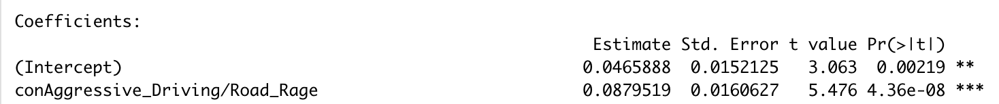 Coefficients:
Estimate Std. Error t value Pr(>|t|)
(Intercept) 0.0465888 0.0152125 3.063 0.00219 **
conAggressive_Driving/Road_Rage 0.0879519 0.0160627 5.476 4.36e-08 ***